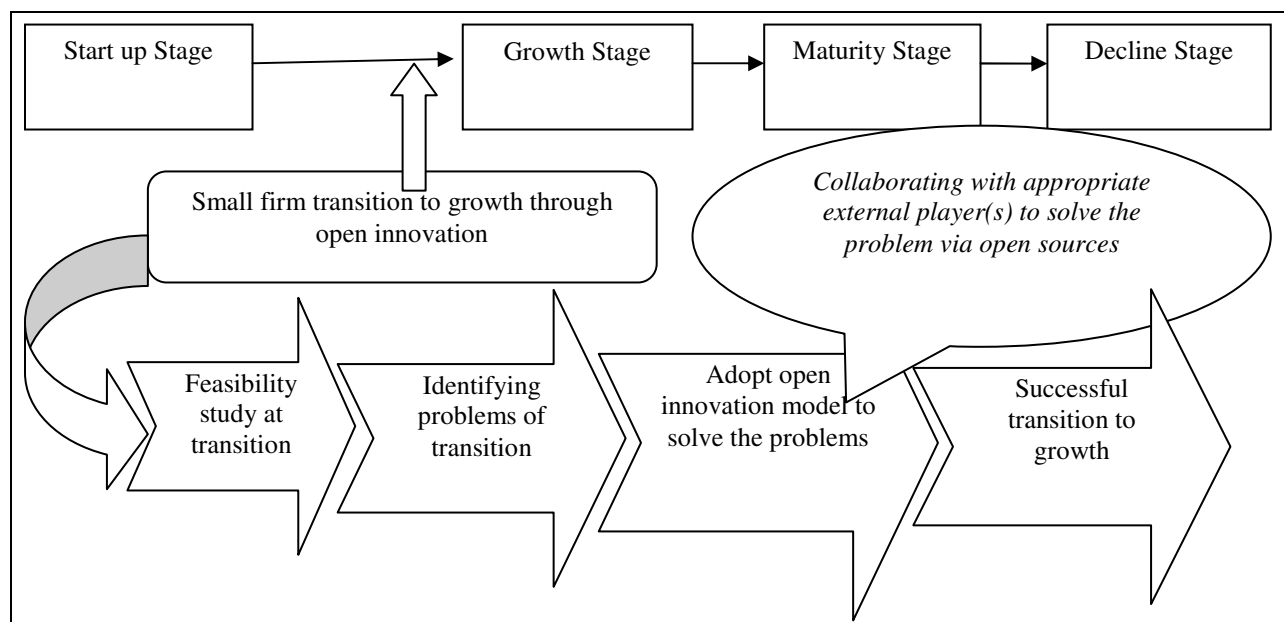 Start up Stage
Growth Stage
Maturity Stage
Decline Stage
Small firm transition to growth through
open innovation
Collaborating with appropriate
external player(s) to solve the
problem via open sources
Feasibility
study at
transition
Identifying
problems of
transition
Adopt open
innovation model to
solve the problems
Successful
transition to
growth